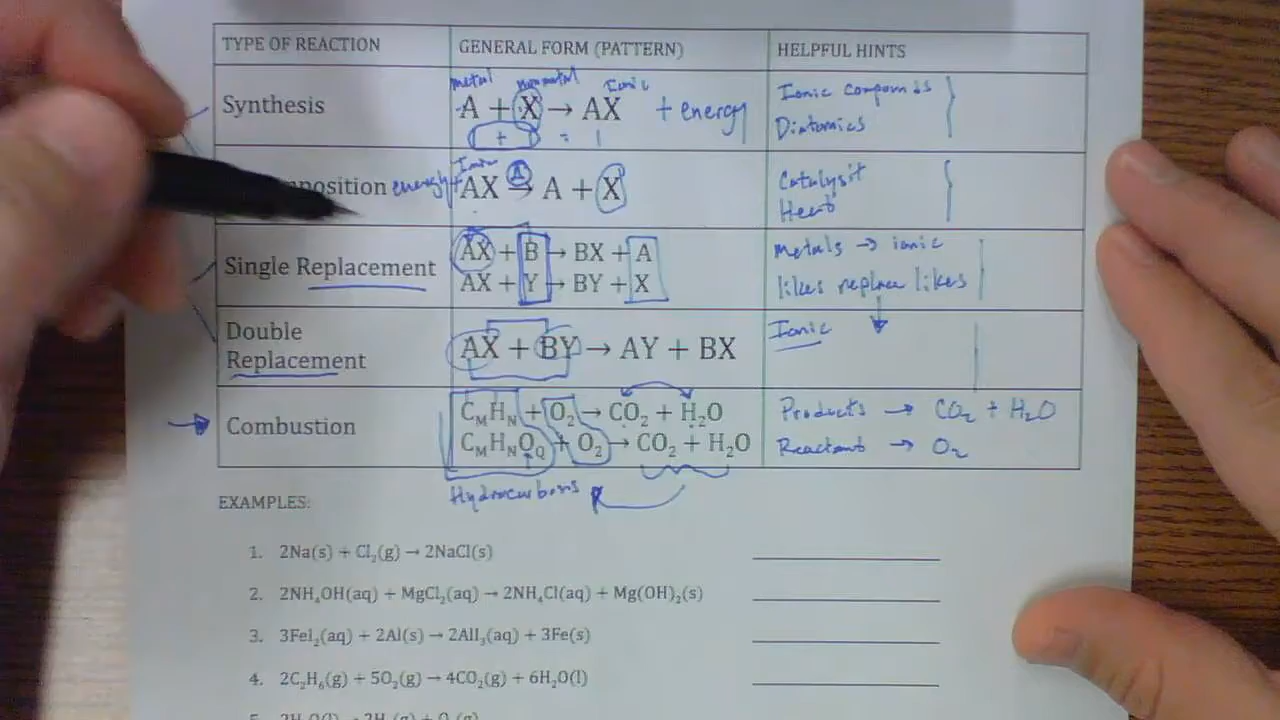 TYPE OF REACTION GENERAL FORM (PATTERN) HELPFUL HINTS
metal nonmetal Ionic
Synthesis A + X → AX + energy Ionic compounds
+ = 1 Diatomics
Ionic
energy + AX → A + X Catalyst
Heat
Single Replacement AX + B → BX + A metals → ionic
AX + Y → BY + X likes replace likes
Double Replacement AX + BY → AY + BX Ionic
Combustion CMHN + O2 → CO2 + H2O Products → CO2 + H2O
CMHNOQ + O2 → CO2 + H2O Reactant → O2
Hydrocarbons
EXAMPLES:
1. 2Na(s) + Cl2(g) → 2NaCl(s)
2. 2NH4OH(aq) + MgCl2(aq) → 2NH4Cl(aq) + Mg(OH)2(s)
3. 3FeI2(aq) + 2Al(s) → 2AlI3(aq) + 3Fe(s)
4. 2C2H6(g) + 5O2(g) → 4CO2(g) + 6H2O(l)